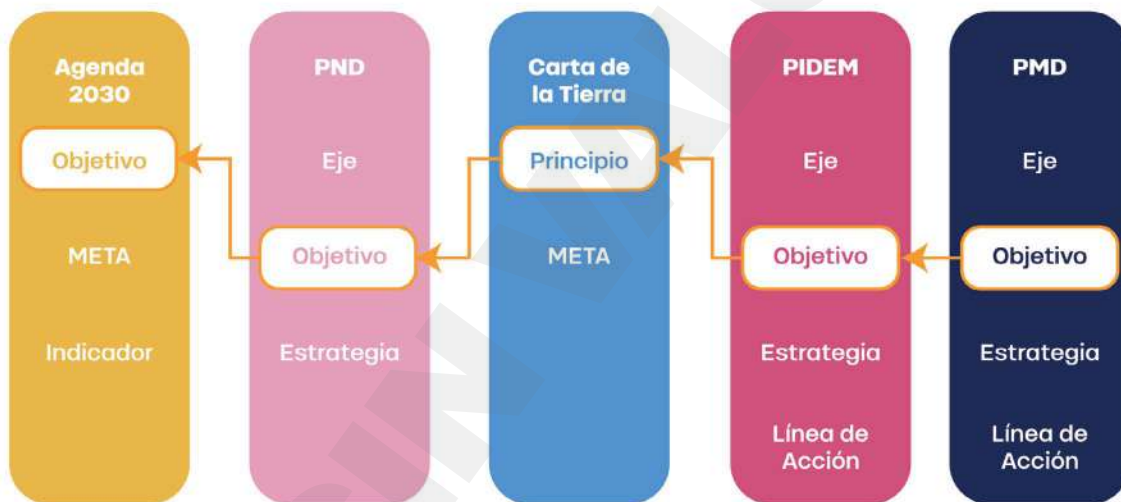 Agenda
2030
Objetivo
META
Indicador
PND
Eje
Objetivo
Estrategia
Carta de
la Tierra
Principio
META
PIDEM
Eje
Objetivo
Estrategia
Línea de
Acción
PMD
Eje
Objetivo
Estrategia
Línea de
Acción